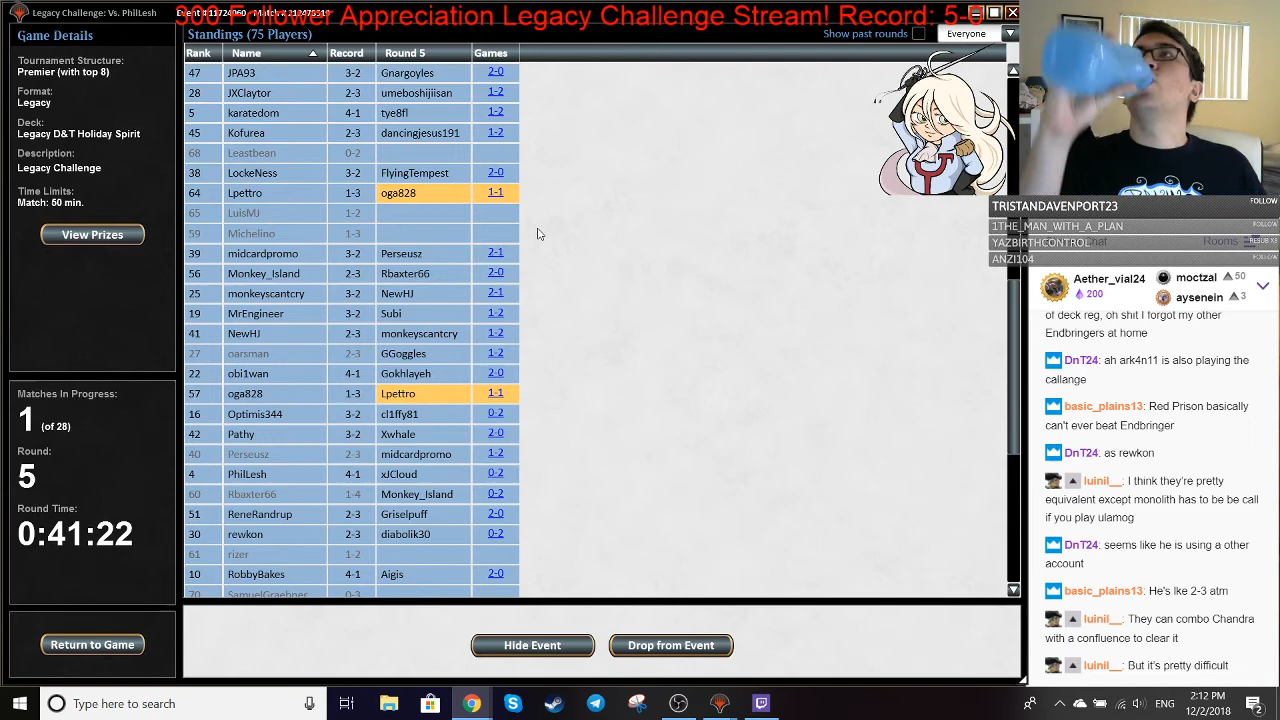 Legacy Challenge: Vs. PhilLesh
300 Follower Appreciation Legacy Challenge Stream! Record: 5-0
Game Details
Tournament Structure:
Premier (with top 8)
Format:
Legacy
Deck:
Legacy D&T Holiday Spirit
Description:
Legacy Challenge
Time Limits:
Match: 50 min.
View Prizes
Matches In Progress:
1 (of 28)
Round:
5
Round Time:
0:41:22
Return to Game
Standings (75 Players)
Show past rounds
Everyone
Rank Name Record Round 5 Games
47 JPA93 3-2 Gnargoyles 2-0
28 JXClaytor 2-3 umeboshijiisan 1-2
5 karatedom 4-1 tye8fl 1-2
45 Kofurea 2-3 dancingjesus191 1-2
68 Leastbean 0-2
38 LockeNess 3-2 FlyingTempest 2-0
64 Lpettro 1-3 oga828 1-1
65 LuisMJ 1-2
59 Michelino 1-3
39 midcardpromo 3-2 Perseusz 2-1
56 Monkey_Island 2-3 Rbaxter66 2-0
25 monkeyscantcry 3-2 NewHJ 2-1
19 MrEngineer 3-2 Subi 1-2
41 NewHJ 2-3 monkeyscantcry 1-2
27 oarsman 2-3 GGoggles 1-2
22 obi1wan 4-1 Gokhlayeh 2-0
57 oga828 1-3 Lpettro 1-1
16 Optimis344 3-2 cl1ffy81 0-2
42 Pathy 3-2 Xwhale 2-0
40 Perseusz 2-3 midcardpromo 1-2
4 PhilLesh 4-1 xJCloud 0-2
60 Rbaxter66 1-4 Monkey_Island 0-2
51 ReneRandrup 2-3 Griselpuff 2-0
30 rewkon 2-3 diabolik30 0-2
61 rizer 1-2
10 RobbyBakes 4-1 Aigis 2-0
70 SamuelGraebner 0-3
Hide Event
Drop from Event
TRISTANDAVENPORT23 FOLLOW
1THE_MAN_WITH_A_PLAN FOLLOW
YAZBIRTHCONTROL RESUB X8
Chat
Rooms
ANZI104 FOLLOW
Aether_vial24 200
moctzal 50
aysenein 3
of deck reg, oh shit I forgot my other
Endbringers at home
DnT24: ah ark4n11 is also playing the
callange
basic_plains13: Red Prison basically
can't ever beat Endbringer
DnT24: as rewkon
luinil__: I think they're pretty
equivalent except monolith has to be be call
if you play ulamog
DnT24: seems like he is using a other
account
basic_plains13: He's lke 2-3 atm
luinil__: They can combo Chandra
with a confluence to clear it
luinil__: But it's pretty difficult
Type here to search
ENG
2:12 PM
12/2/2018
2